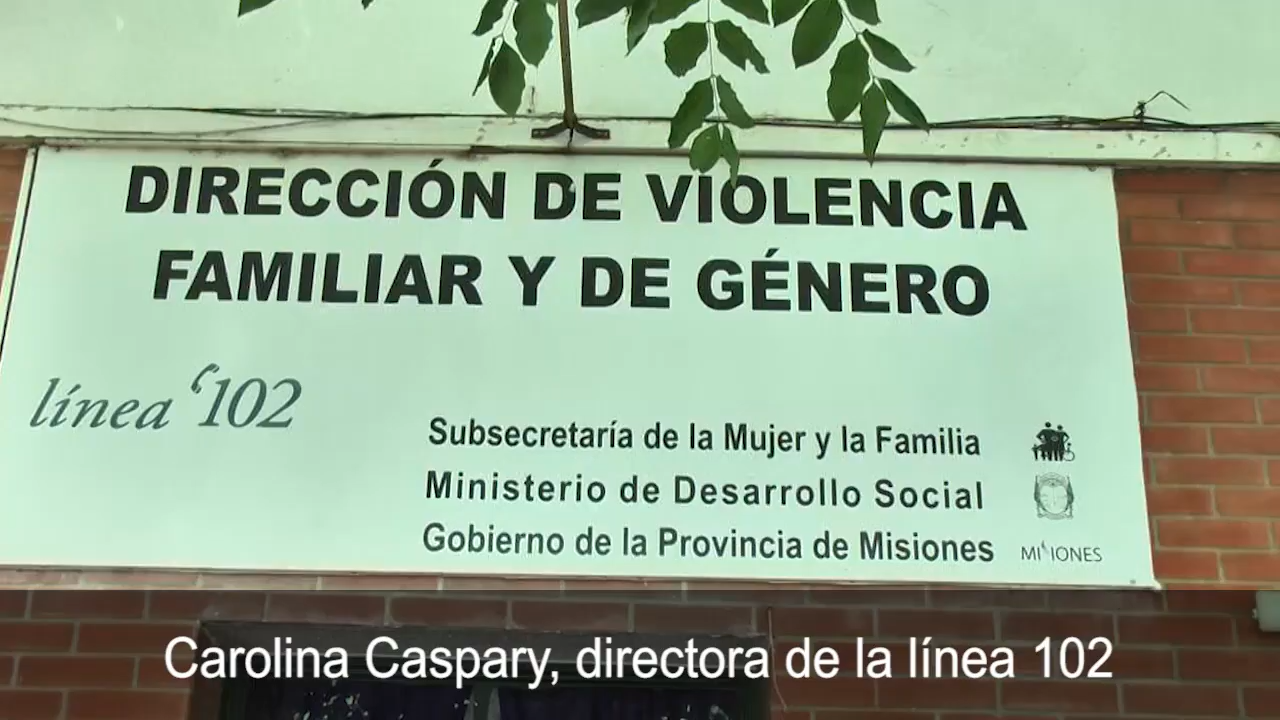 DIRECCIÓN DE VIOLENCIA
FAMILIAR Y DE GÉNERO
línea ‘102
Subsecretaría de la Mujer y la Familia
Ministerio de Desarrollo Social
Gobierno de la Provincia de Misiones
MISIONES
Carolina Caspary, directora de la línea 102